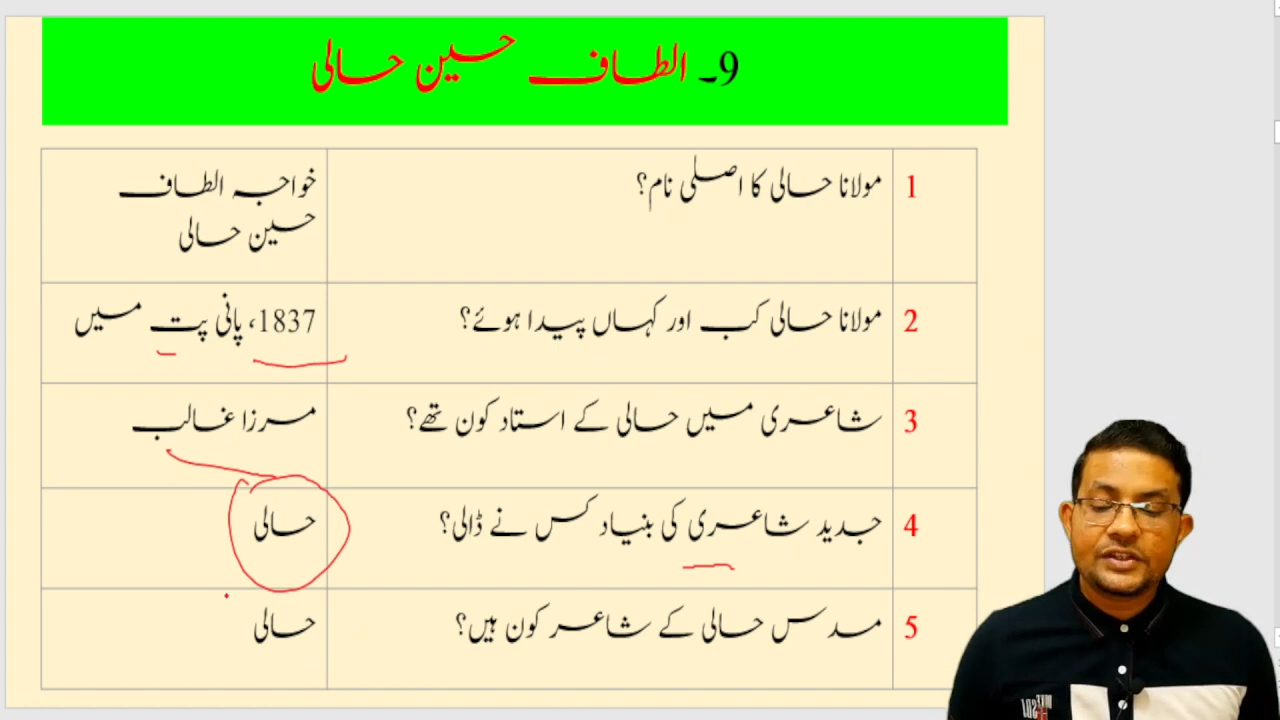 9۔ الطاف حسین حالی
1 مولانا حالی کا اصلی نام؟ خواجہ الطاف
حسین حالی
2 مولانا حالی کب اور کہاں پیدا ہوئے؟ 1837، پانی پت میں
3 شاعری میں حالی کے استاد کون تھے؟ مرزا غالب
4 جدید شاعری کی بنیاد کس نے ڈالی؟ حالی
5 مدس حالی کے شاعر کون ہیں؟ حالی